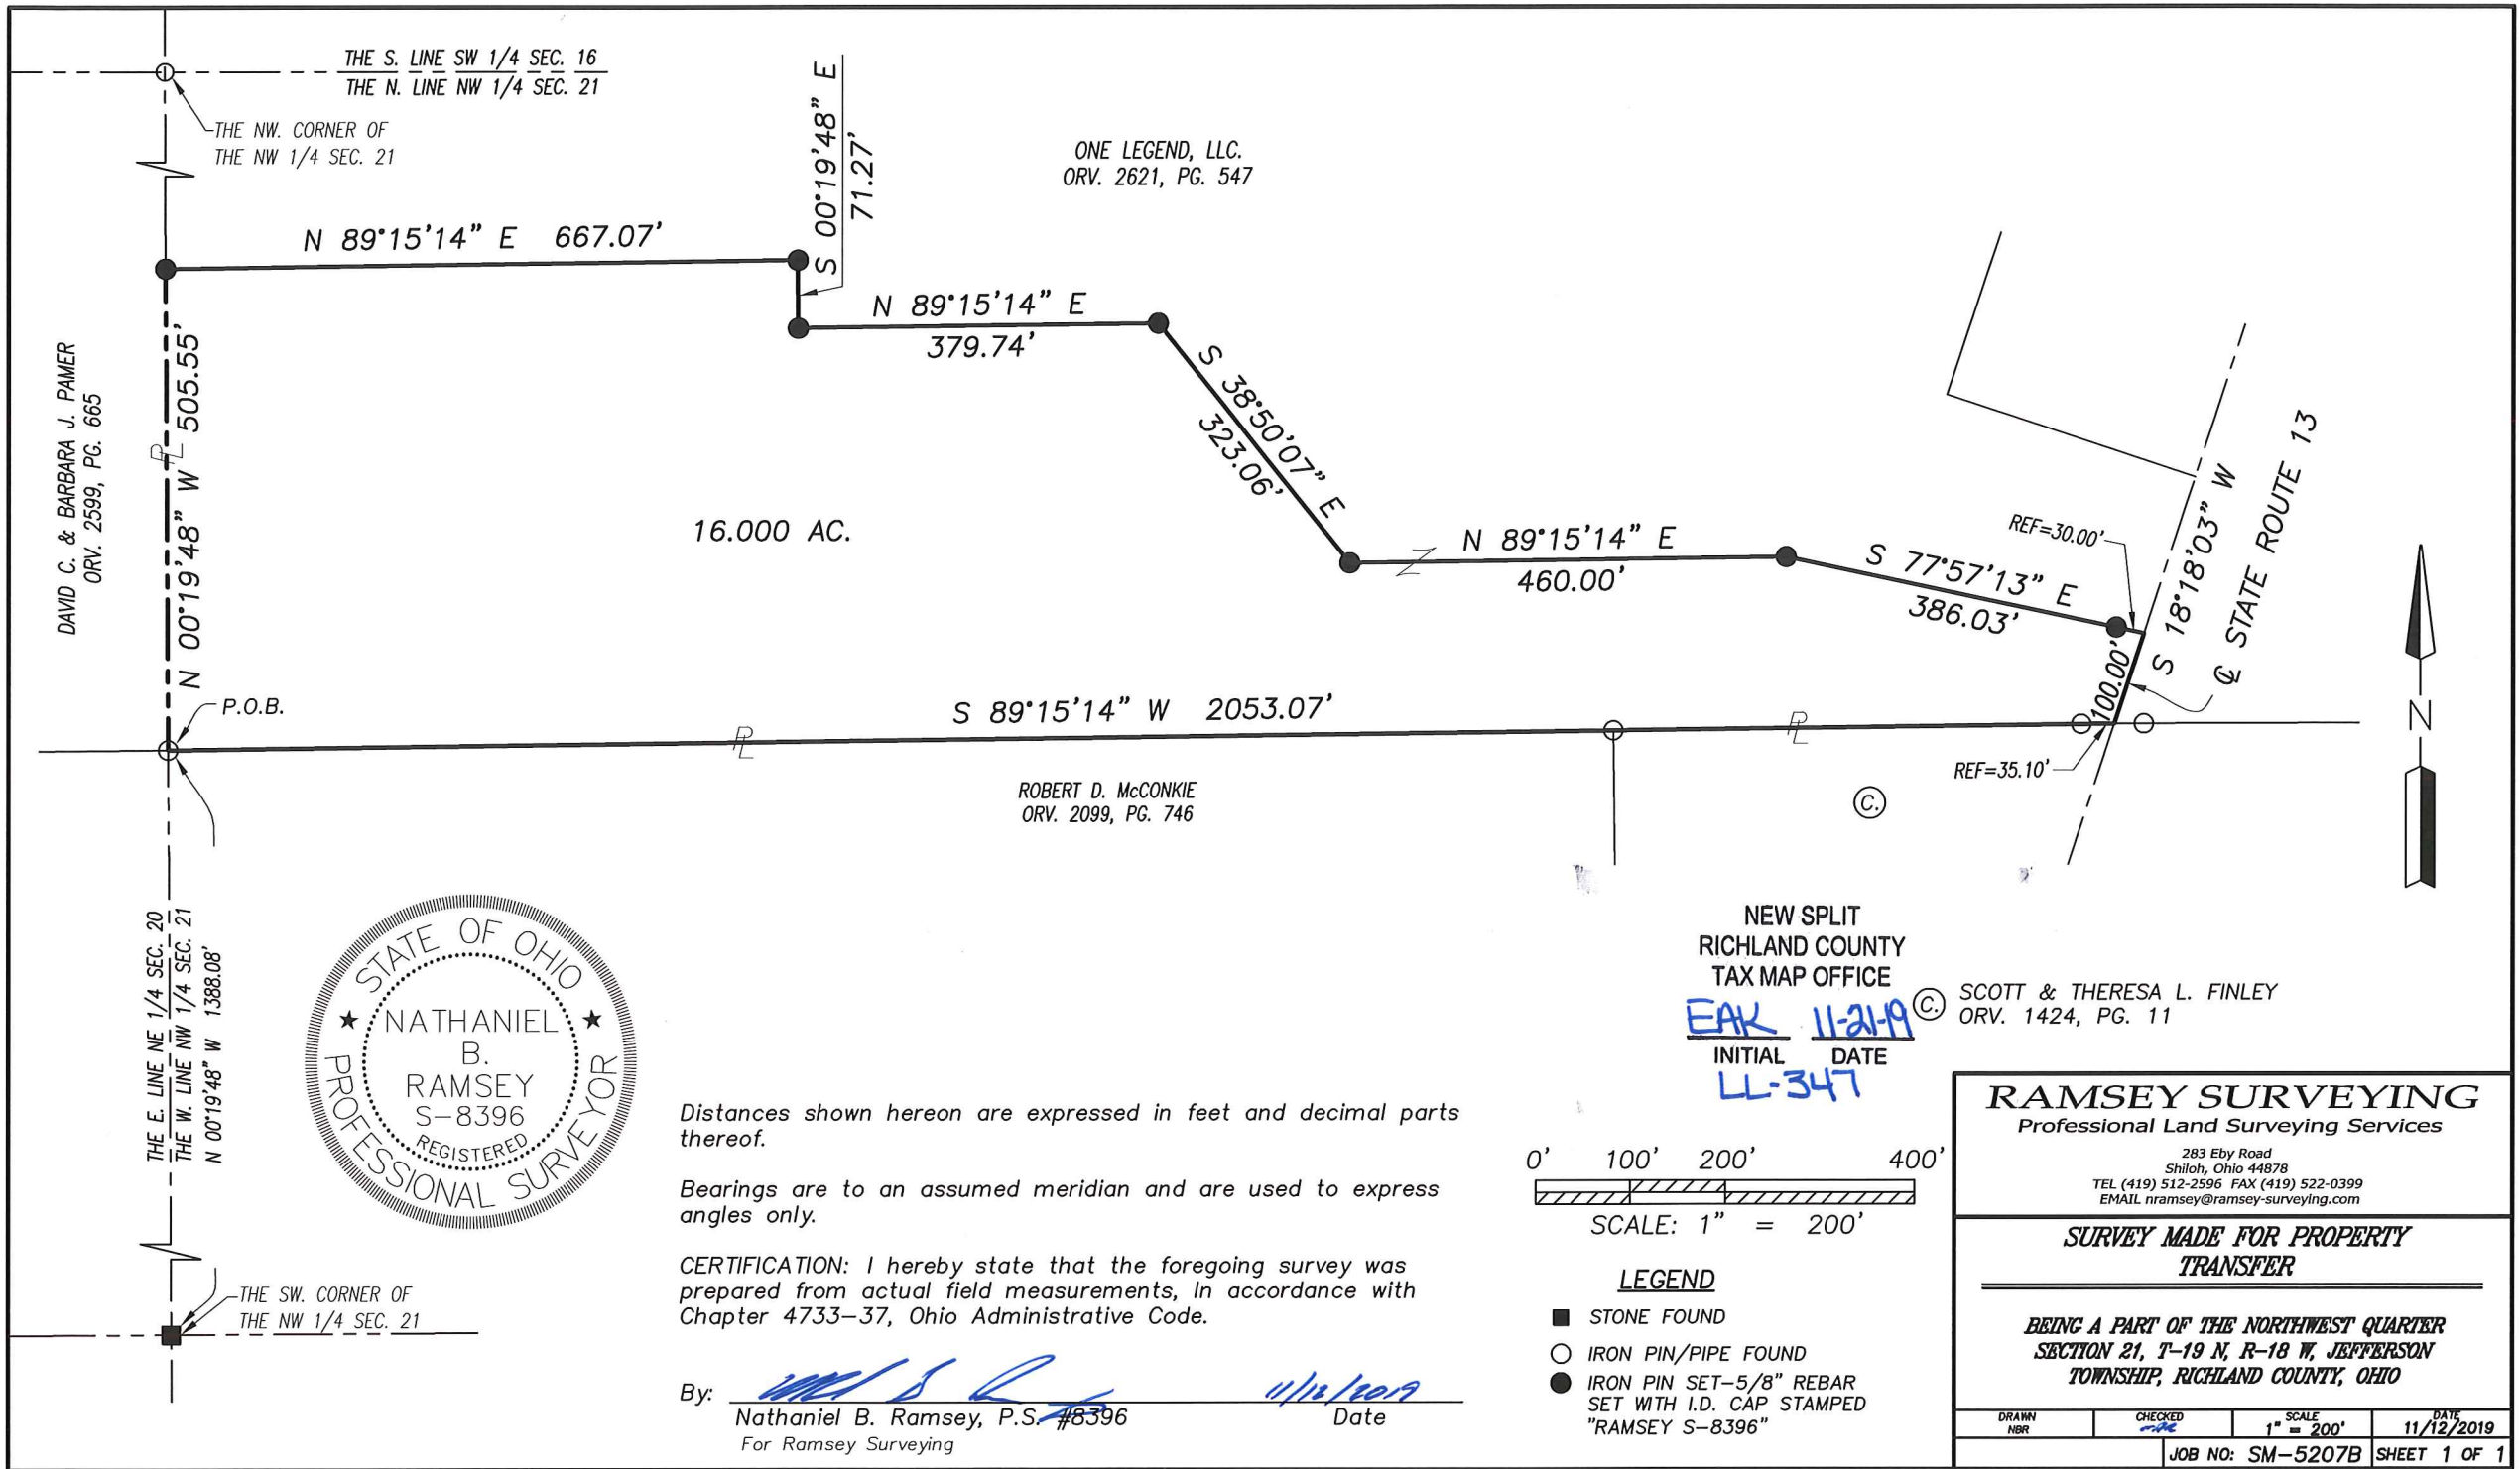 THE S. LINE SW 1/4 SEC. 16
THE N. LINE NW 1/4 SEC. 21
THE NW. CORNER OF
THE NW 1/4 SEC. 21
S 00°19'48" E
71.27'
ONE LEGEND, LLC.
ORV. 2621, PG. 547
N 89°15'14" E 667.07'
N 89°15'14" E
379.74'
S 38°50'07" E
323.06'
DAVID C. & BARBARA J. PAMER
ORV. 2599, PG. 665
N 00°19'48" W 505.55'
PL
16.000 AC.
N 89°15'14" E
460.00'
S 77°57'13" E
386.03'
REF=30.00'
S 18°18'03" W
CL STATE ROUTE 13
100.00'
P.O.B.
S 89°15'14" W 2053.07'
PL
PL
REF=35.10'
N
ROBERT D. McCONKIE
ORV. 2099, PG. 746
C.
THE E. LINE NE 1/4 SEC. 20
THE W. LINE NW 1/4 SEC. 21
N 00°19'48" W 1388.08'
STATE OF OHIO
NATHANIEL
B.
RAMSEY
S-8396
REGISTERED
PROFESSIONAL SURVEYOR
THE SW. CORNER OF
THE NW 1/4 SEC. 21
NEW SPLIT
RICHLAND COUNTY
TAX MAP OFFICE
EAK 11-21-19
INITIAL DATE
LL-347
C. SCOTT & THERESA L. FINLEY
ORV. 1424, PG. 11
Distances shown hereon are expressed in feet and decimal parts
thereof.
Bearings are to an assumed meridian and are used to express
angles only.
CERTIFICATION: I hereby state that the foregoing survey was
prepared from actual field measurements, In accordance with
Chapter 4733-37, Ohio Administrative Code.
By: 11/12/2019
Nathaniel B. Ramsey, P.S. #8396 Date
For Ramsey Surveying
0' 100' 200' 400'
SCALE: 1" = 200'
LEGEND
STONE FOUND
IRON PIN/PIPE FOUND
IRON PIN SET-5/8" REBAR
SET WITH I.D. CAP STAMPED
"RAMSEY S-8396"
RAMSEY SURVEYING
Professional Land Surveying Services
283 Eby Road
Shiloh, Ohio 44878
TEL (419) 512-2596 FAX (419) 522-0399
EMAIL nramsey@ramsey-surveying.com
SURVEY MADE FOR PROPERTY
TRANSFER
BEING A PART OF THE NORTHWEST QUARTER
SECTION 21, T-19 N, R-18 W, JEFFERSON
TOWNSHIP, RICHLAND COUNTY, OHIO
DRAWN CHECKED SCALE DATE
NBR 1" = 200' 11/12/2019
JOB NO: SM-5207B SHEET 1 OF 1